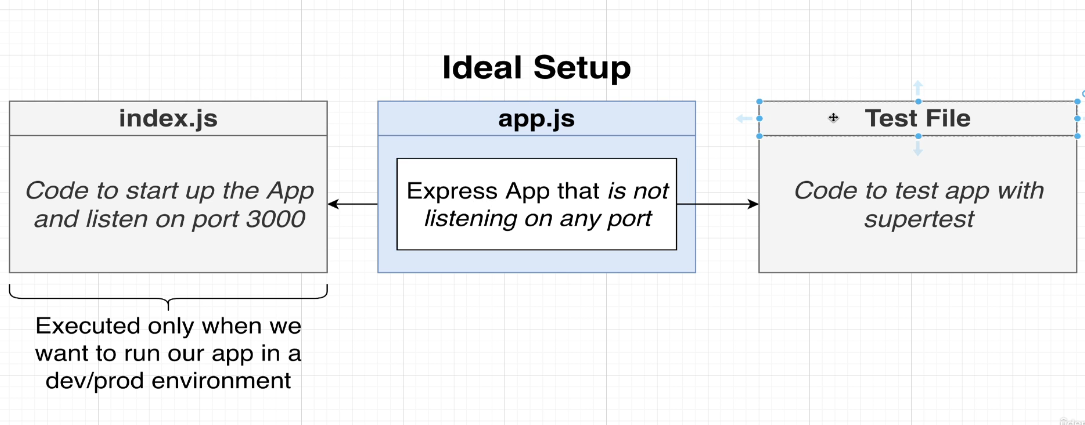 Ideal Setup
index.js
Code to start up the App
and listen on port 3000
Executed only when we
want to run our app in a
dev/prod environment
app.js
Express App that is not
listening on any port
Test File
Code to test app with
supertest